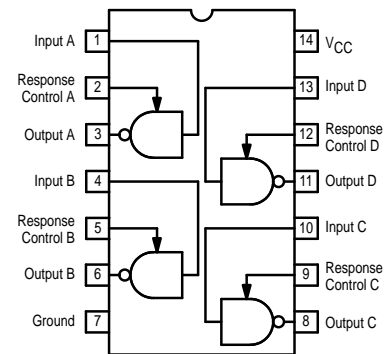 Input A
1
Response
Control A
2
Output A
3
Input B
4
Response
Control B
5
Output B
6
Ground
7
14
VCC
13
Input D
12
Response
Control D
11
Output D
10
Input C
9
Response
Control C
8
Output C